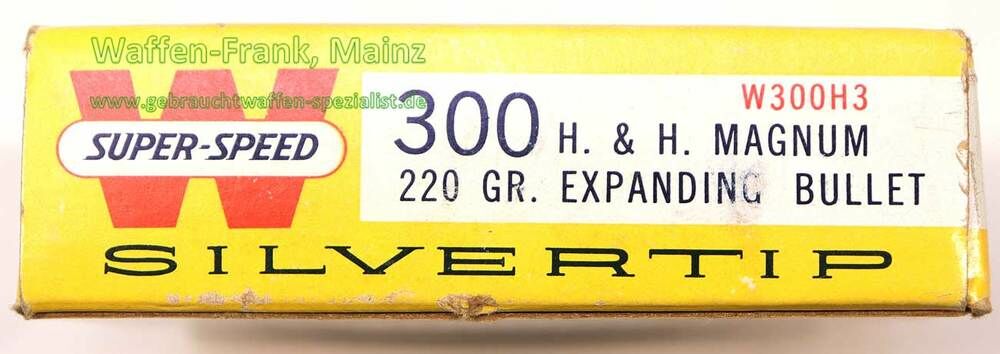 Waffen-Frank, Mainz
www.gebrauchtwaffen-spezialist.de
W
SUPER-SPEED
W300H3
300 H. & H. MAGNUM
220 GR. EXPANDING BULLET
SILVERTIP